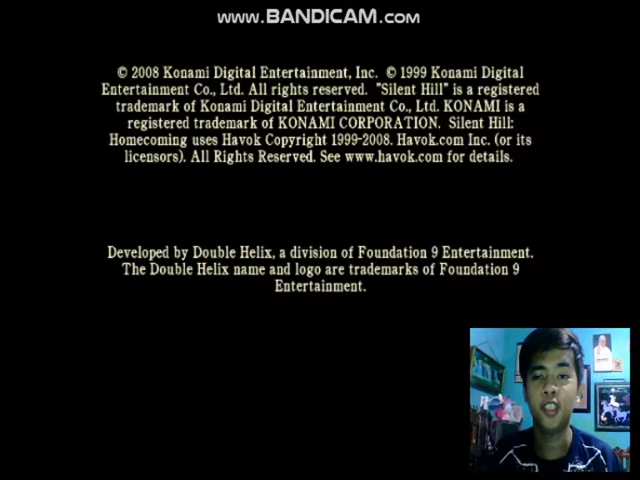 www.BANDICAM.com
© 2008 Konami Digital Entertainment, Inc. © 1999 Konami Digital
Entertainment Co., Ltd. All rights reserved. "Silent Hill" is a registered
trademark of Konami Digital Entertainment Co., Ltd. KONAMI is a
registered trademark of KONAMI CORPORATION. Silent Hill:
Homecoming uses Havok Copyright 1999-2008. Havok.com Inc. (or its
licensors). All Rights Reserved. See www.havok.com for details.
Developed by Double Helix, a division of Foundation 9 Entertainment.
The Double Helix name and logo are trademarks of Foundation 9
Entertainment.